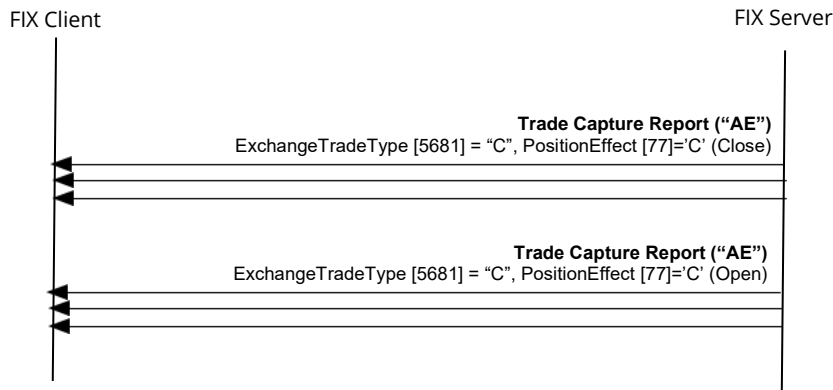 FIX Client
FIX Server
Trade Capture Report (“AE”)
ExchangeTradeType [5681] = “C”, PositionEffect [77]=’C’ (Close)
Trade Capture Report (“AE”)
ExchangeTradeType [5681] = “C”, PositionEffect [77]=’C’ (Open)